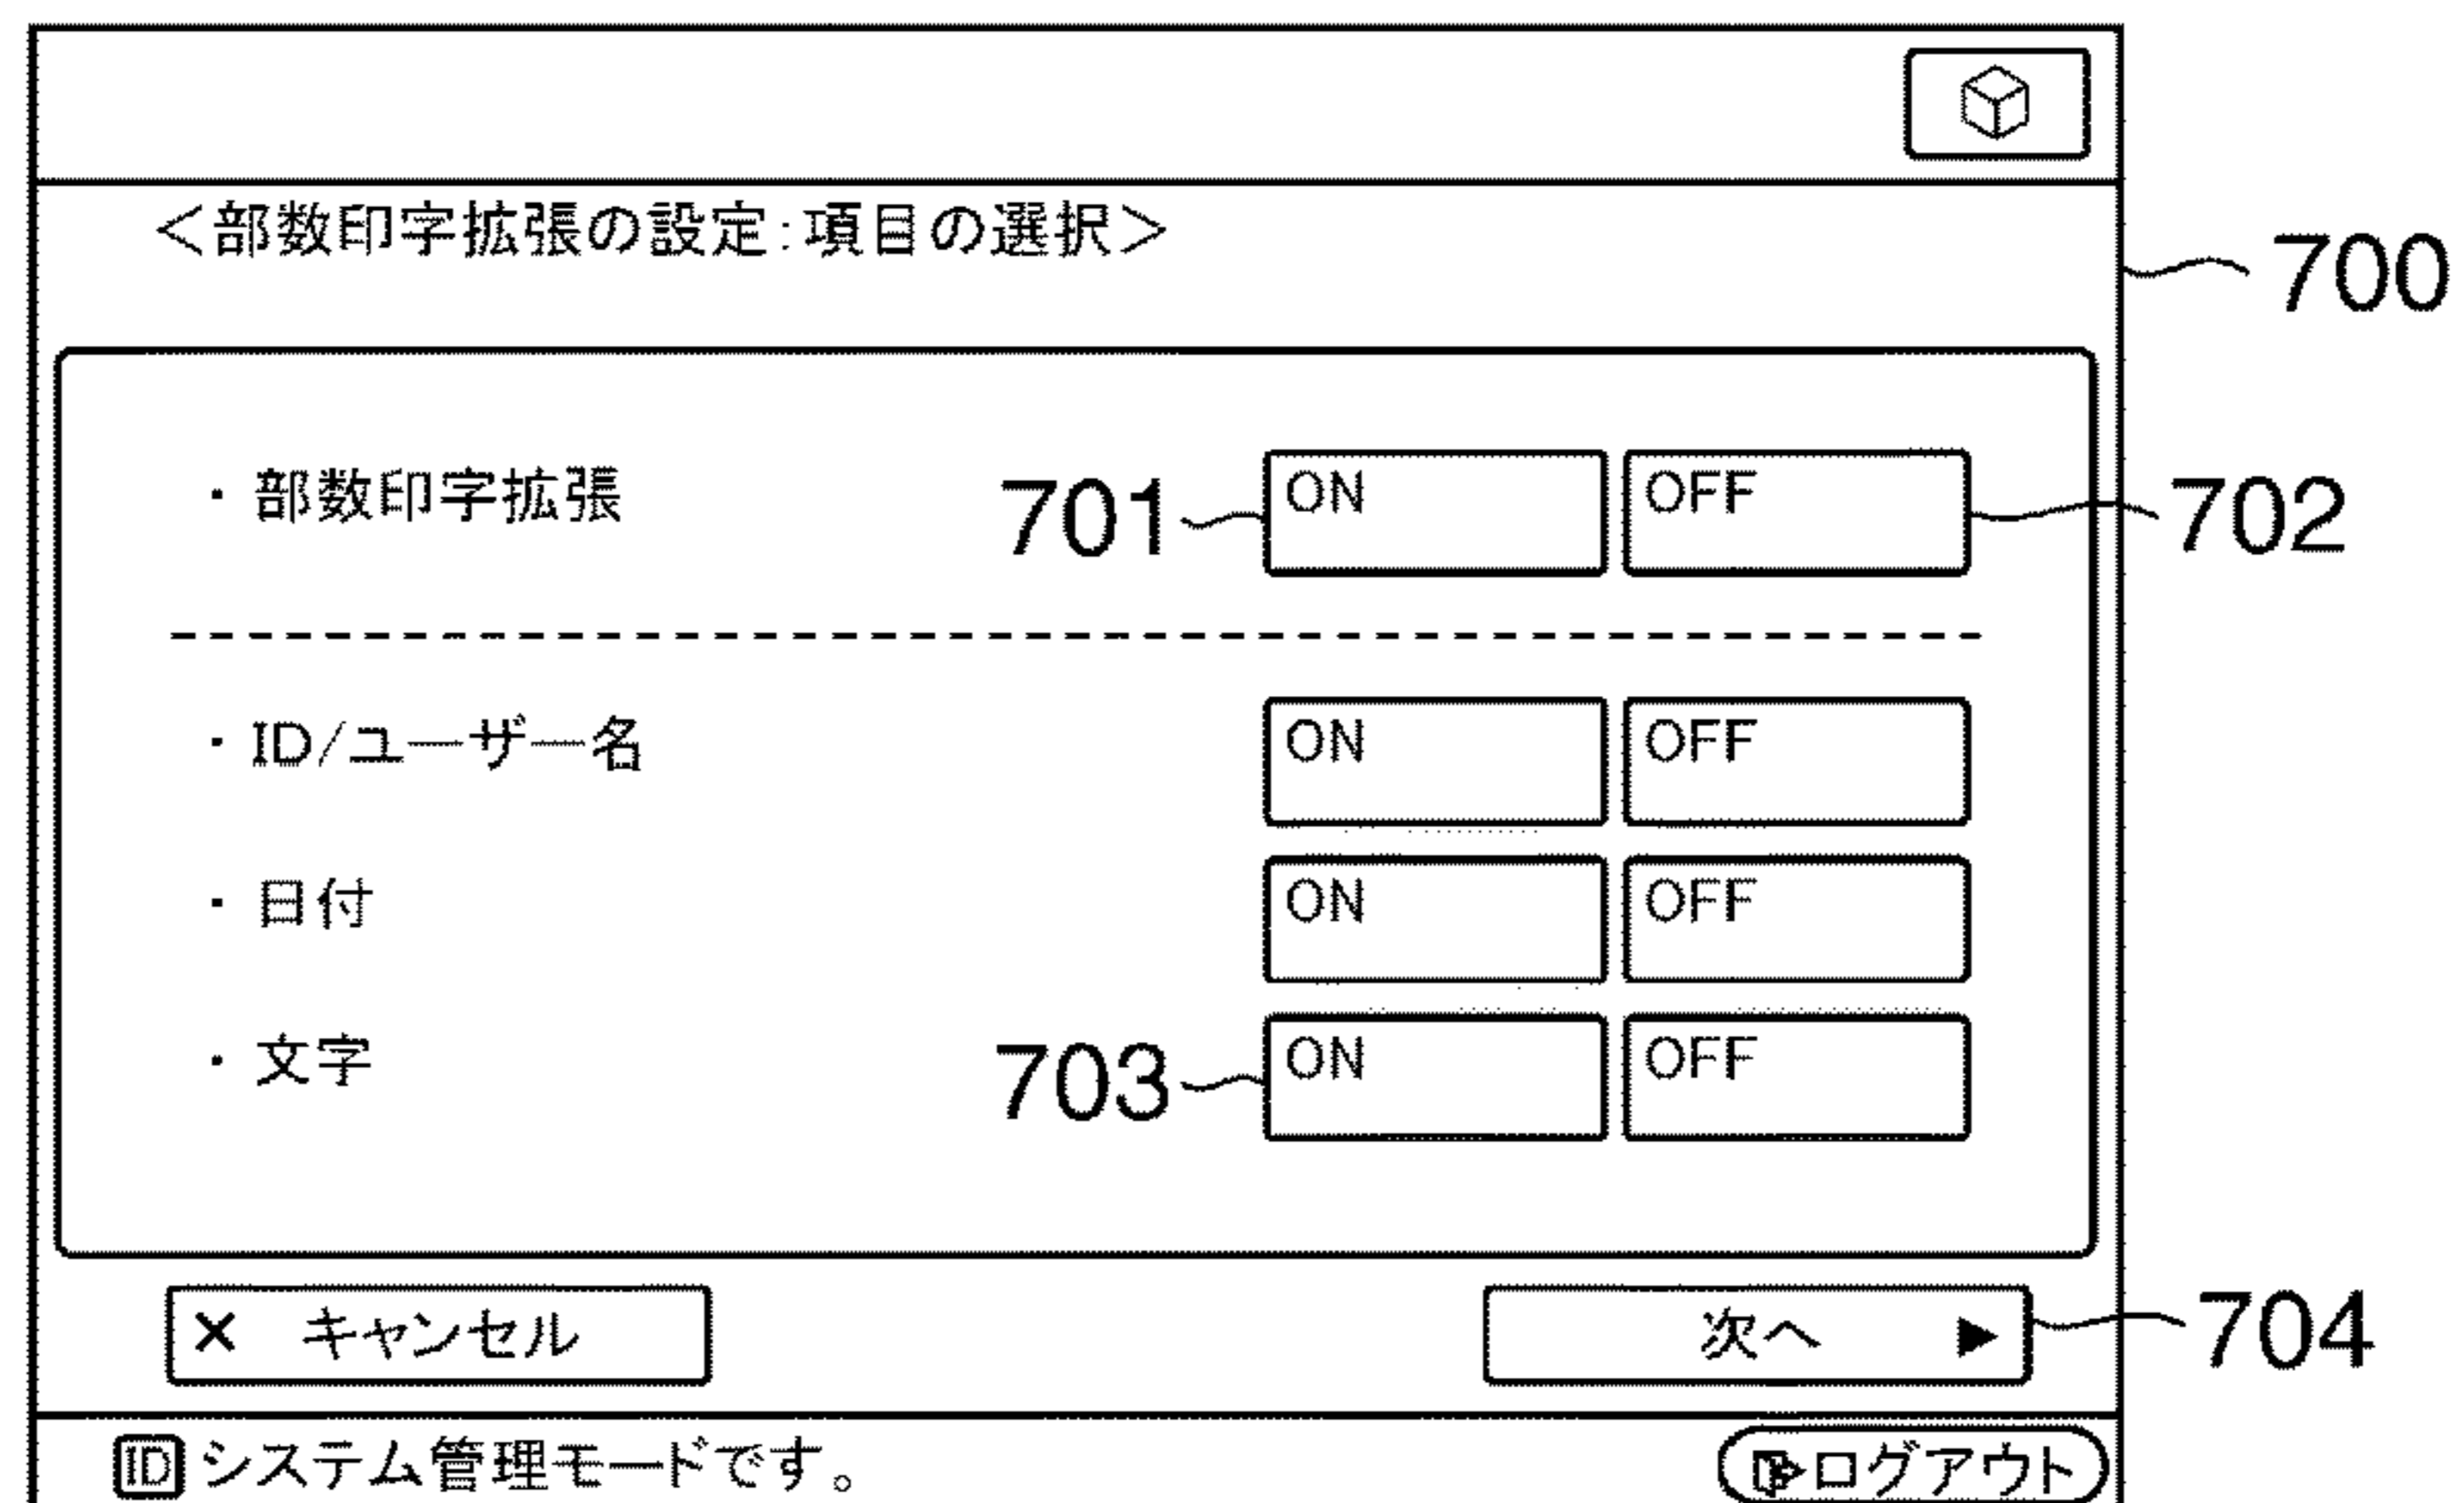 <部数印字拡張の設定:項目の選択>
700
・部数印字拡張 701 ON OFF 702
・ID/ユーザー名 ON OFF
・日付 ON OFF
・文字 703 ON OFF
× キャンセル 次へ ▶ 704
ID システム管理モードです。 ログアウト